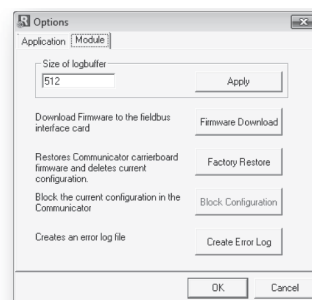 Options
Application Module
Size of logbuffer
512
Apply
Download Firmware to the fieldbus
interface card
Firmware Download
Restores Communicator carrierboard
firmware and deletes current
configuration.
Factory Restore
Block the current configuration in the
Communicator
Block Configuration
Creates an error log file
Create Error Log
OK Cancel